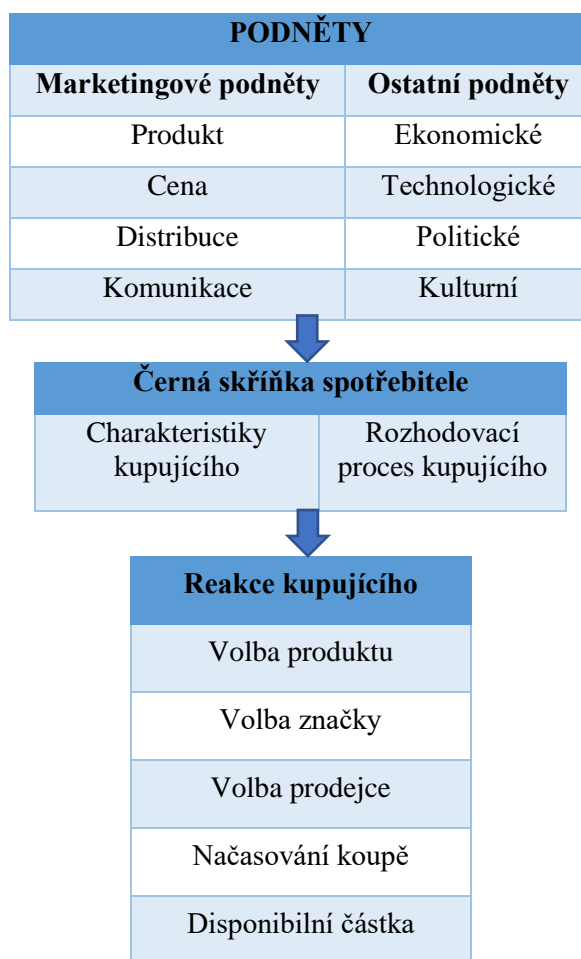 PODNĚTY
Marketingové podněty Ostatní podněty
Produkt Ekonomické
Cena Technologické
Distribuce Politické
Komunikace Kulturní
Černá skříňka spotřebitele
Charakteristiky
kupujícího
Rozhodovací
proces kupujícího
Reakce kupujícího
Volba produktu
Volba značky
Volba prodejce
Načasování koupě
Disponibilní částka